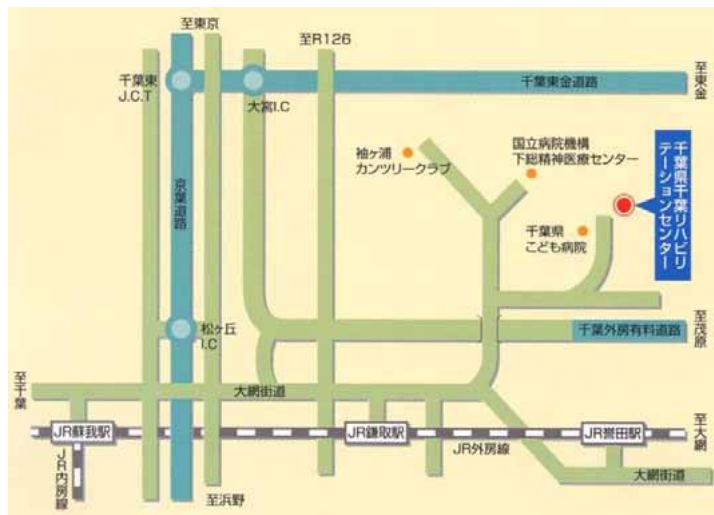 至東京
至R126
千葉東
J.C.T
大宮I.C
千葉東金道路
至東金
袖ヶ浦
カンツリークラブ
国立病院機構
下総精神医療センター
千葉県千葉リハビリ
テーションセンター
京葉道路
千葉県
こども病院
松ヶ丘
I.C
千葉外房有料道路
至茂原
至千葉
大網街道
JR蘇我駅
JR鎌取駅
JR誉田駅
至大網
JR外房線
JR内房線
大網街道
至浜野